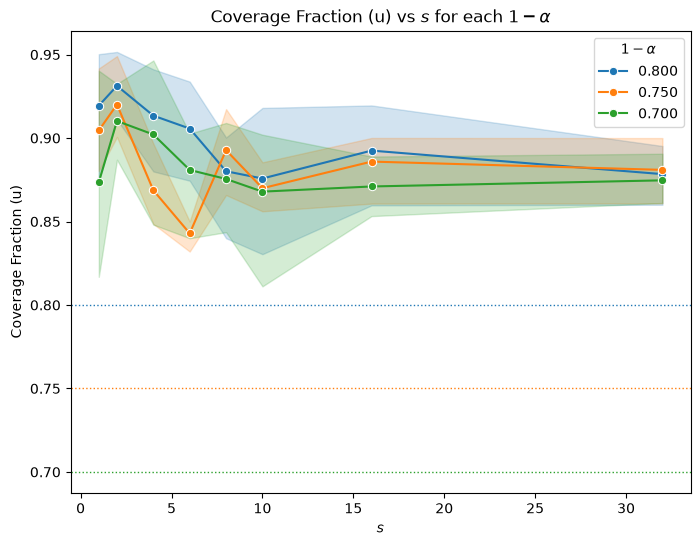 Coverage Fraction (u) vs s for each 1 − α
Coverage Fraction (u)
0.95
0.90
0.85
0.80
0.75
0.70
0 5 10 15 20 25 30
s
1 − α
0.800
0.750
0.700